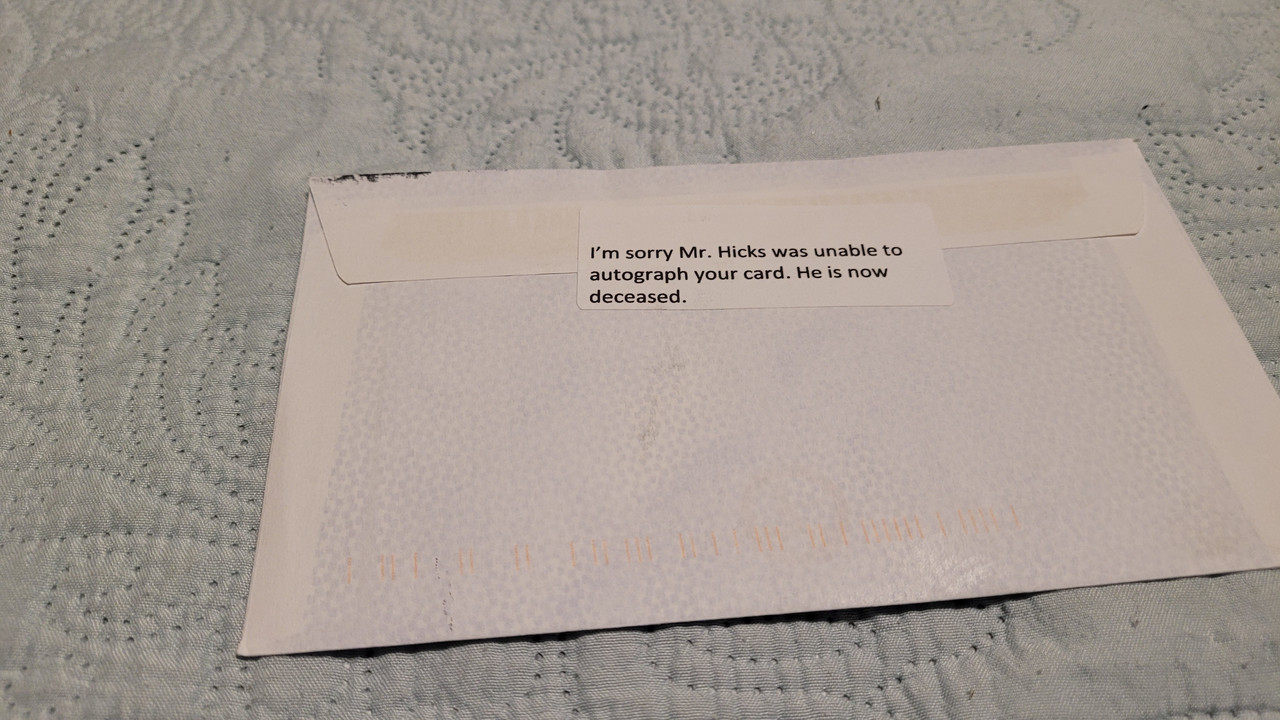 I'm sorry Mr. Hicks was unable to
autograph your card. He is now
deceased.